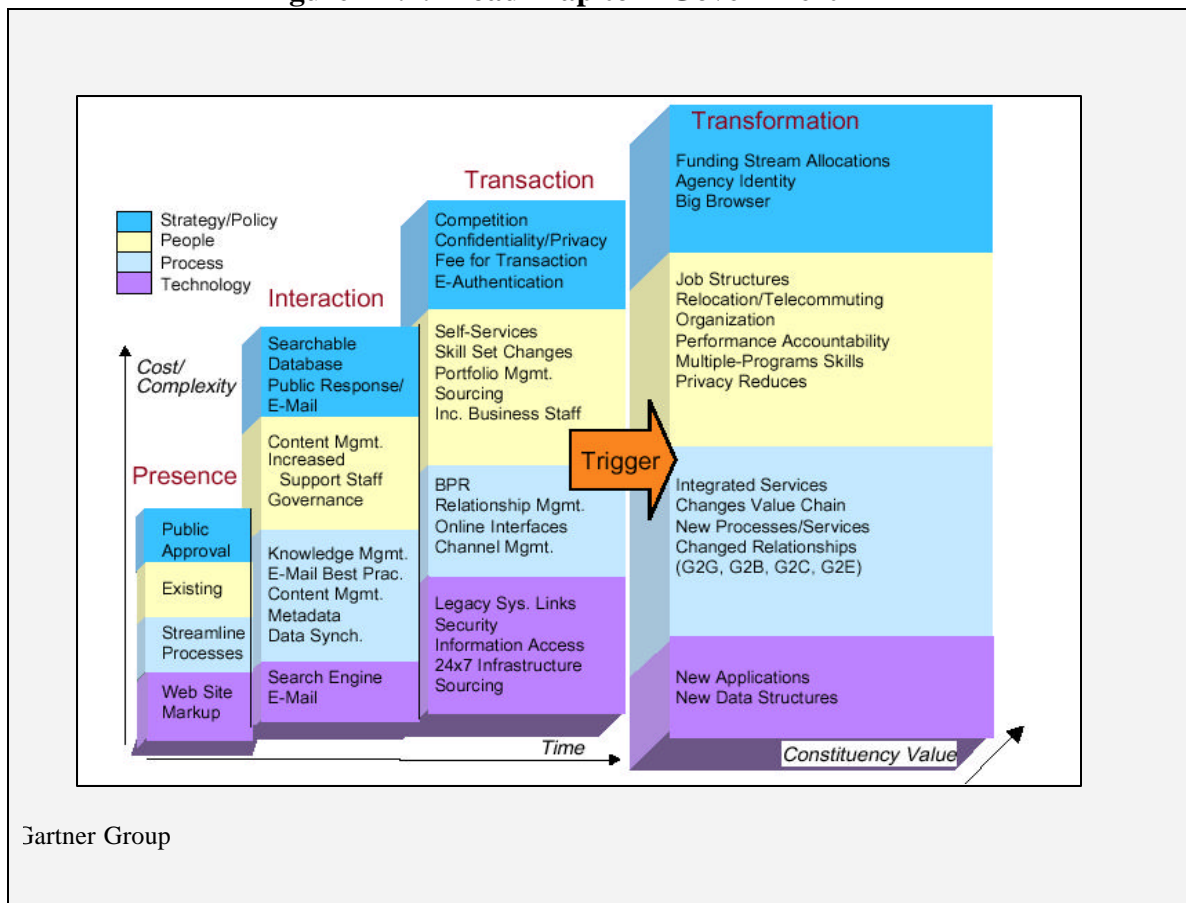 Transformation
Funding Stream Allocations
Agency Identity
Big Browser
Transaction
Strategy/Policy
People
Process
Technology
Competition
Confidentiality/Privacy
Fee for Transaction
E-Authentication
Job Structures
Relocation/Telecommuting
Organization
Performance Accountability
Multiple-Programs Skills
Privacy Reduces
Interaction
Searchable
Database
Public Response/
E-Mail
Self-Services
Skill Set Changes
Portfolio Mgmt.
Sourcing
Inc. Business Staff
Cost/
Complexity
Trigger
Presence
Content Mgmt.
Increased
Support Staff
Governance
BPR
Relationship Mgmt.
Online Interfaces
Channel Mgmt.
Integrated Services
Changes Value Chain
New Processes/Services
Changed Relationships
(G2G, G2B, G2C, G2E)
Public
Approval
Existing
Streamline
Processes
Web Site
Markup
Knowledge Mgmt.
E-Mail Best Prac.
Content Mgmt.
Metadata
Data Synch.
Search Engine
E-Mail
Legacy Sys. Links
Security
Information Access
24x7 Infrastructure
Sourcing
New Applications
New Data Structures
Time
Constituency Value
Gartner Group